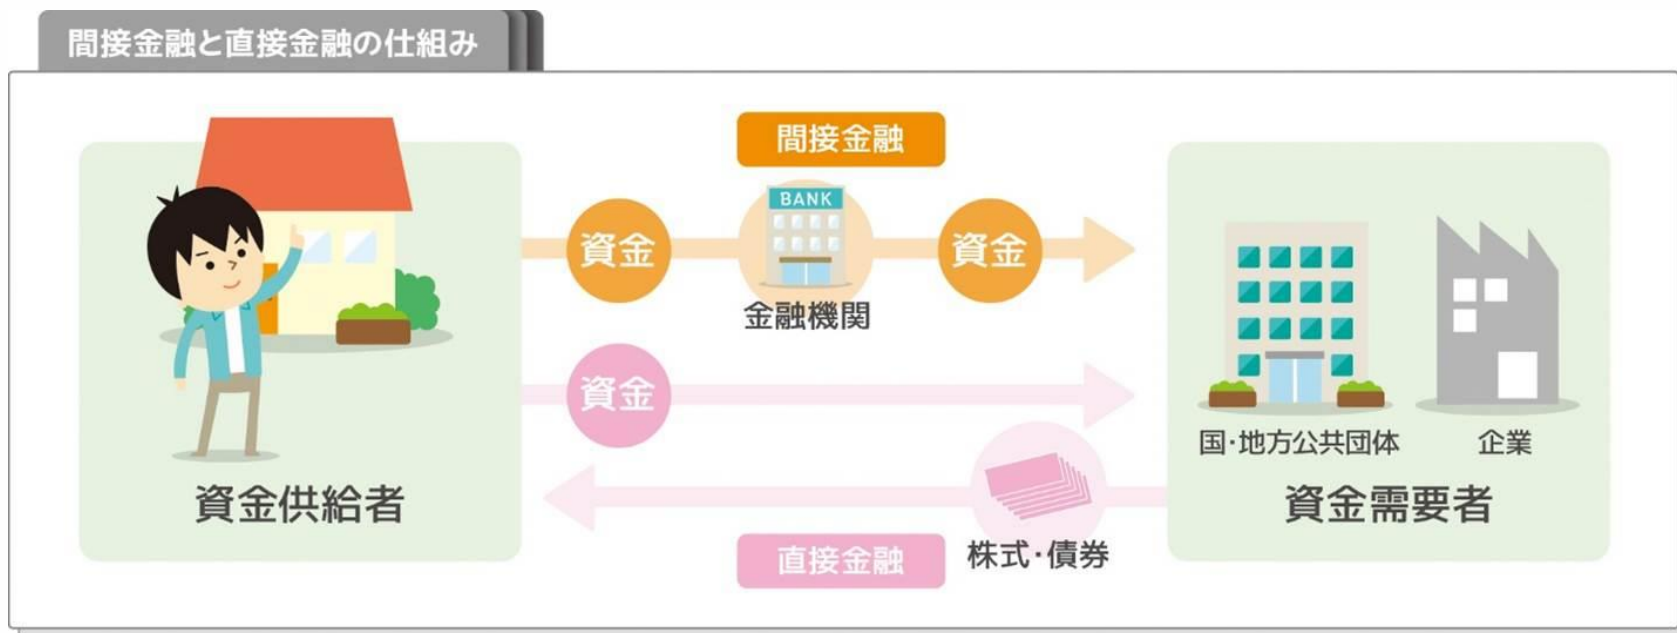 間接金融と直接金融の仕組み
間接金融
BANK
資金
資金
金融機関
資金
国・地方公共団体
企業
資金供給者
資金需要者
直接金融
株式・債券